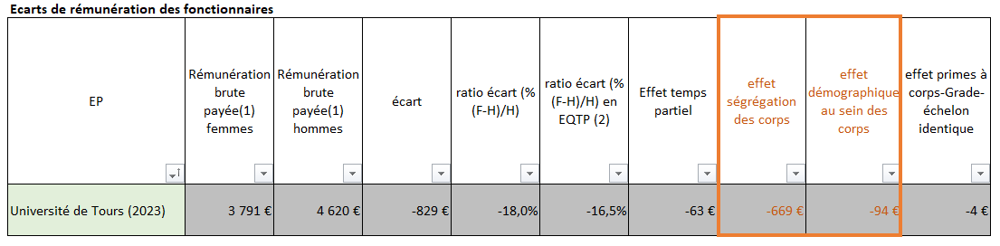 Ecarts de rémunération des fonctionnaires
EP
Rémunération
brute
payée(1)
femmes
Rémunération
brute
payée(1)
hommes
écart
ratio écart (%
(F-H)/H)
ratio écart (%
(F-H)/H) en
EQTP (2)
Effet temps
partiel
effet
ségrégation
des corps
effet
démographique
au sein des
corps
effet primes à
corps-Grade-
échelon
identique
Université de Tours (2023)
3 791 €
4 620 €
-829 €
-18,0%
-16,5%
-63 €
-669 €
-94 €
-4 €